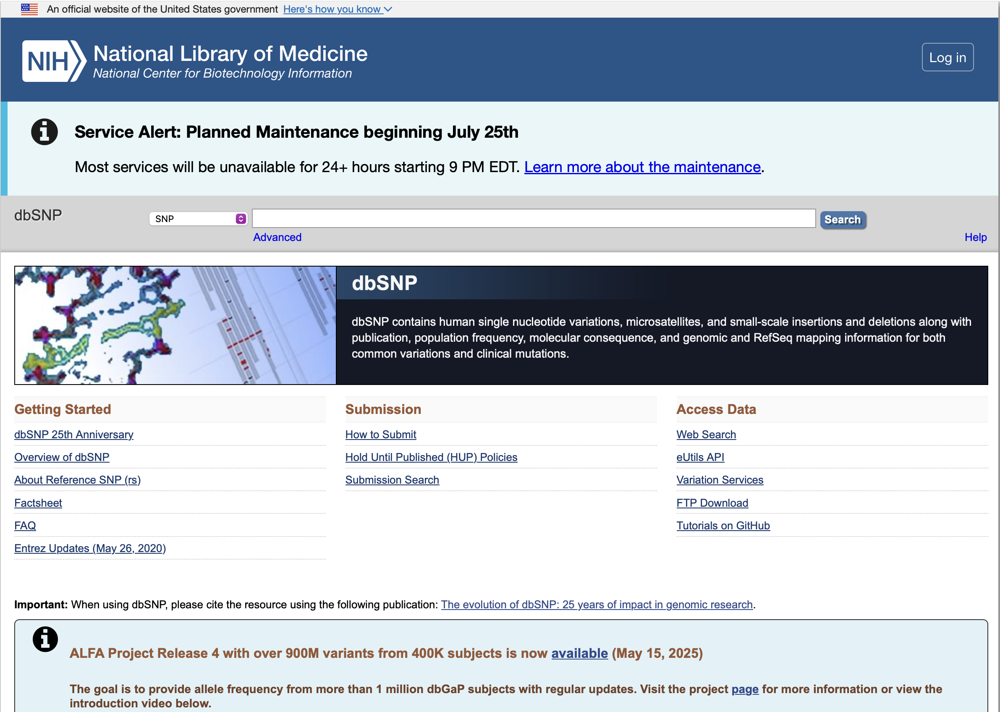 An official website of the United States government Here's how you know
NIH National Library of Medicine
National Center for Biotechnology Information
Log in
Service Alert: Planned Maintenance beginning July 25th
Most services will be unavailable for 24+ hours starting 9 PM EDT. Learn more about the maintenance.
dbSNP
SNP
Search
Advanced
Help
dbSNP
dbSNP contains human single nucleotide variations, microsatellites, and small-scale insertions and deletions along with
publication, population frequency, molecular consequence, and genomic and RefSeq mapping information for both
common variations and clinical mutations.
Getting Started
dbSNP 25th Anniversary
Overview of dbSNP
About Reference SNP (rs)
Factsheet
FAQ
Entrez Updates (May 26, 2020)
Submission
How to Submit
Hold Until Published (HUP) Policies
Submission Search
Access Data
Web Search
eUtils API
Variation Services
FTP Download
Tutorials on GitHub
Important: When using dbSNP, please cite the resource using the following publication: The evolution of dbSNP: 25 years of impact in genomic research.
ALFA Project Release 4 with over 900M variants from 400K subjects is now available (May 15, 2025)
The goal is to provide allele frequency from more than 1 million dbGaP subjects with regular updates. Visit the project page for more information or view the
introduction video below.